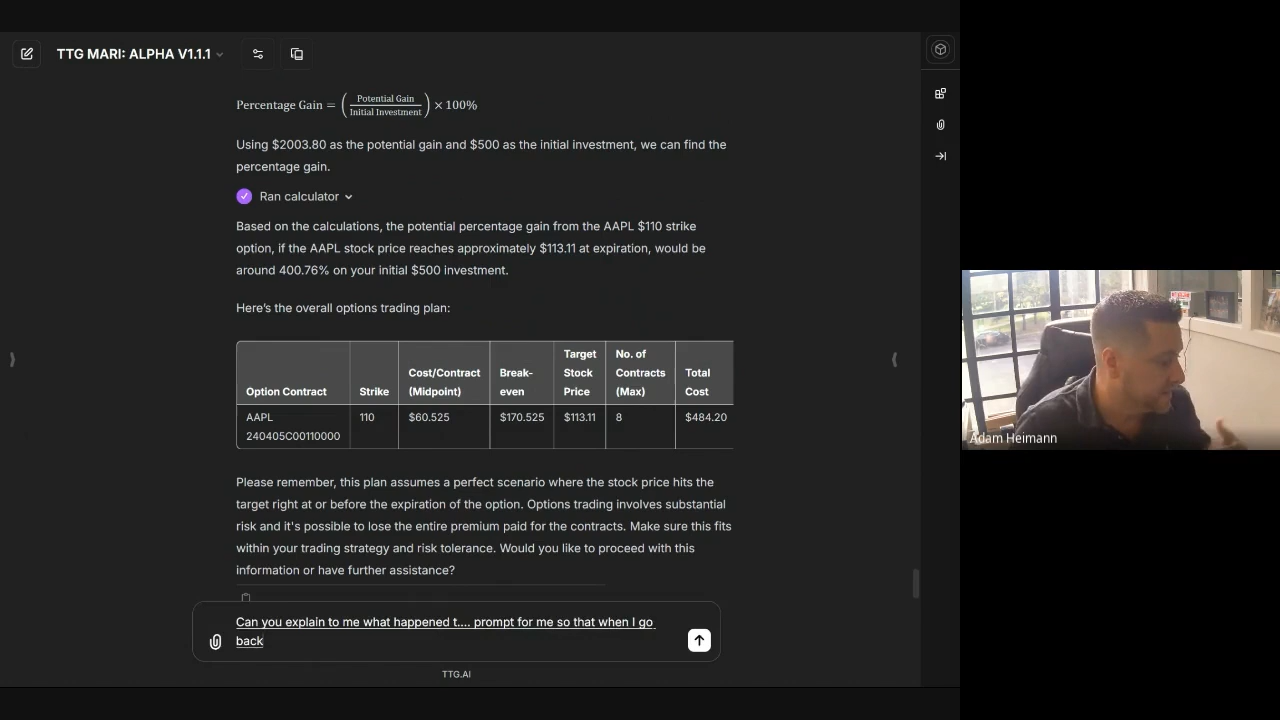 TTG MARI: ALPHA V1.1.1
Percentage Gain = (Potential Gain / Initial Investment) × 100%
Using $2003.80 as the potential gain and $500 as the initial investment, we can find the
percentage gain.
Ran calculator
Based on the calculations, the potential percentage gain from the AAPL $110 strike
option, if the AAPL stock price reaches approximately $113.11 at expiration, would be
around 400.76% on your initial $500 investment.
Here's the overall options trading plan:
Option Contract Strike Cost/Contract (Midpoint) Break-even Target Stock Price No. of Contracts (Max) Total Cost
AAPL 240405C00110000 110 $60.525 $170.525 $113.11 8 $484.20
Please remember, this plan assumes a perfect scenario where the stock price hits the
target right at or before the expiration of the option. Options trading involves substantial
risk and it's possible to lose the entire premium paid for the contracts. Make sure this fits
within your trading strategy and risk tolerance. Would you like to proceed with this
information or have further assistance?
Can you explain to me what happened t.... prompt for me so that when I go
back
TTG.AI
Adam Heimann